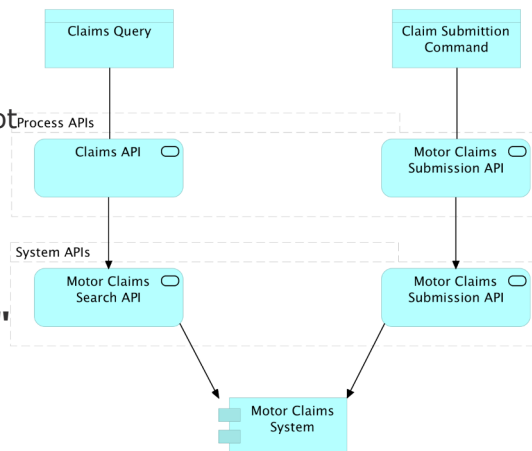 Claims Query
Claim Submittion
Command
ot
Process APIs
Claims API
Motor Claims
Submission API
System APIs
Motor Claims
Search API
Motor Claims
Submission API
"
Motor Claims
System